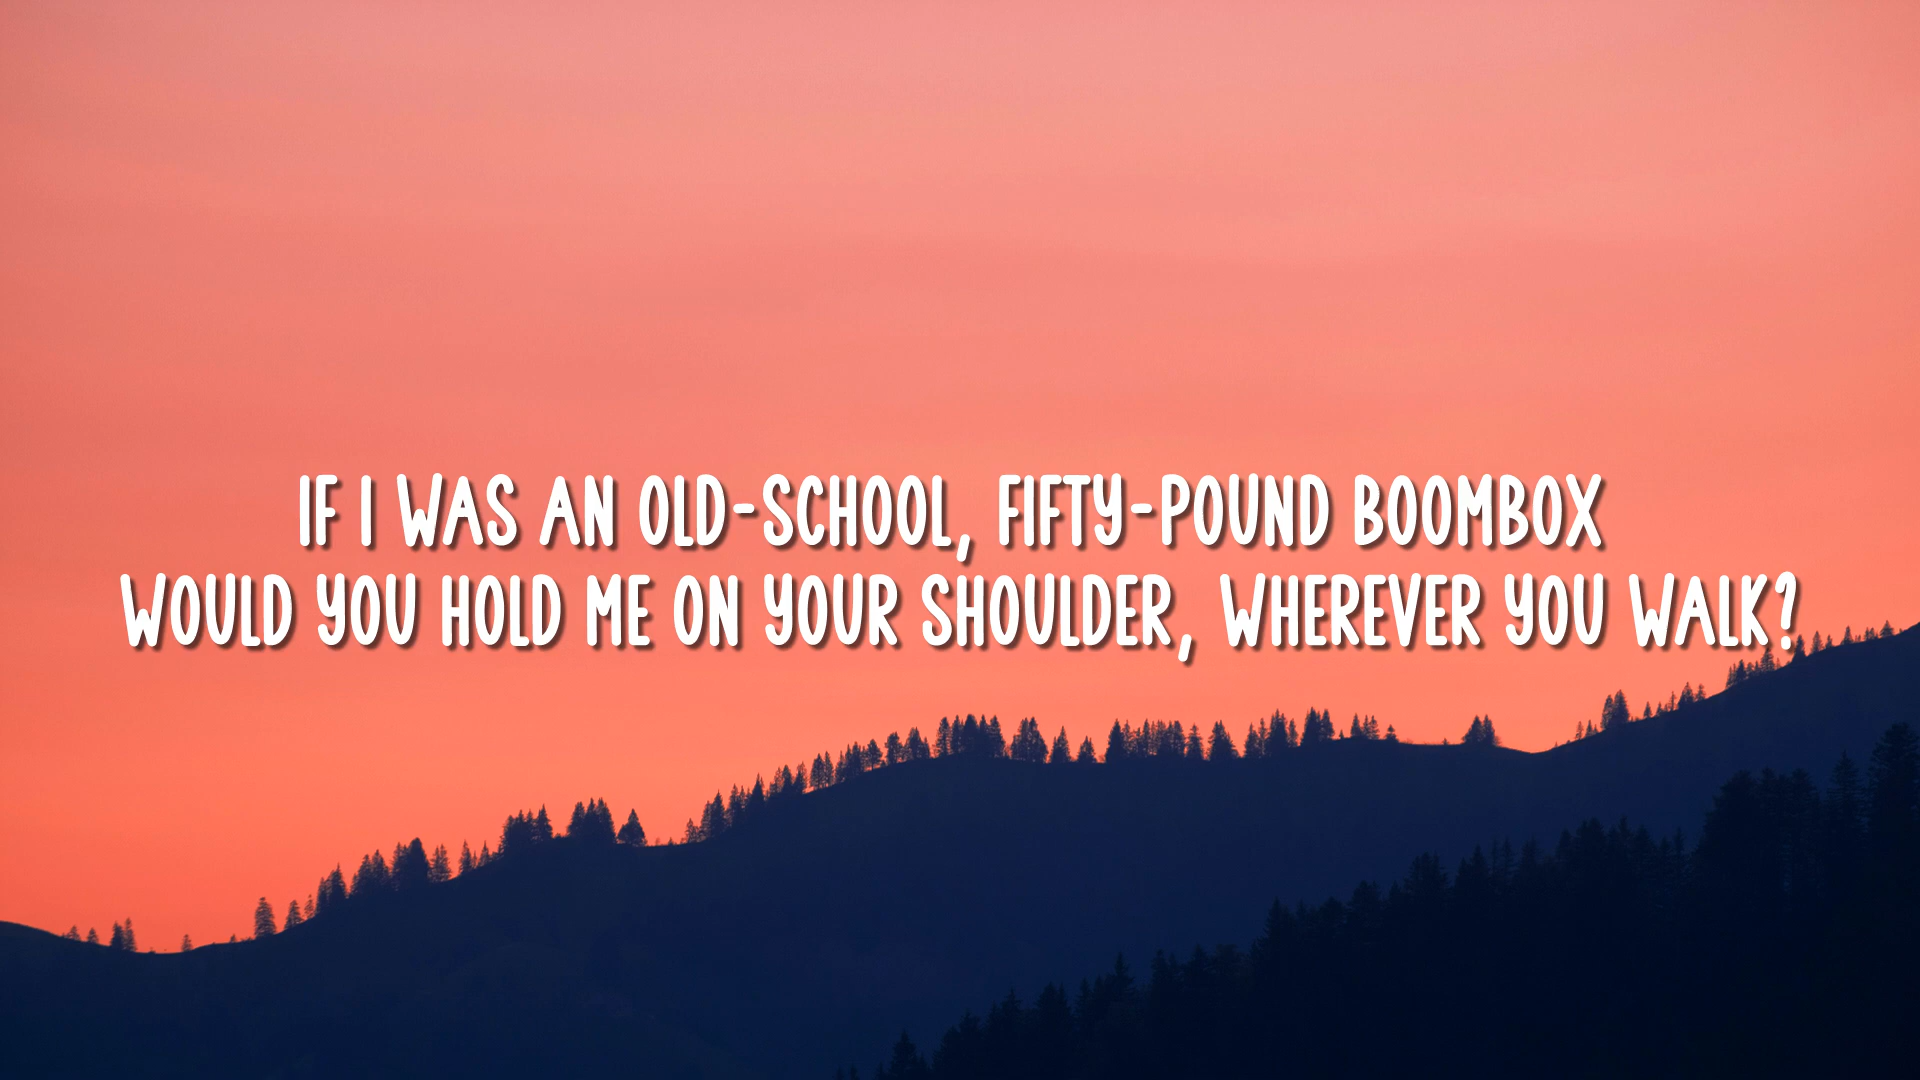 IF I WAS AN OLD-SCHOOL, FIFTY-POUND BOOMBOX
WOULD YOU HOLD ME ON YOUR SHOULDER, WHEREVER YOU WALK?